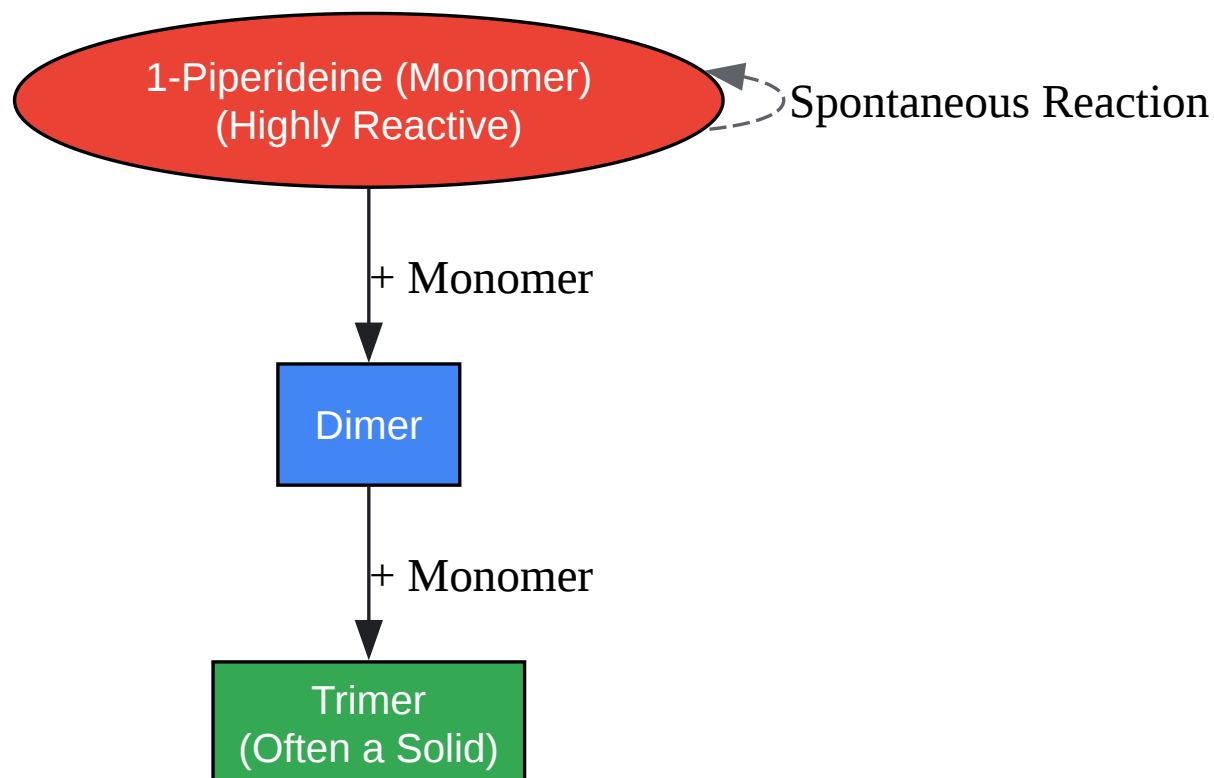 1-Piperideine (Monomer)
(Highly Reactive)
Spontaneous Reaction
+ Monomer
Dimer
+ Monomer
Trimer
(Often a Solid)